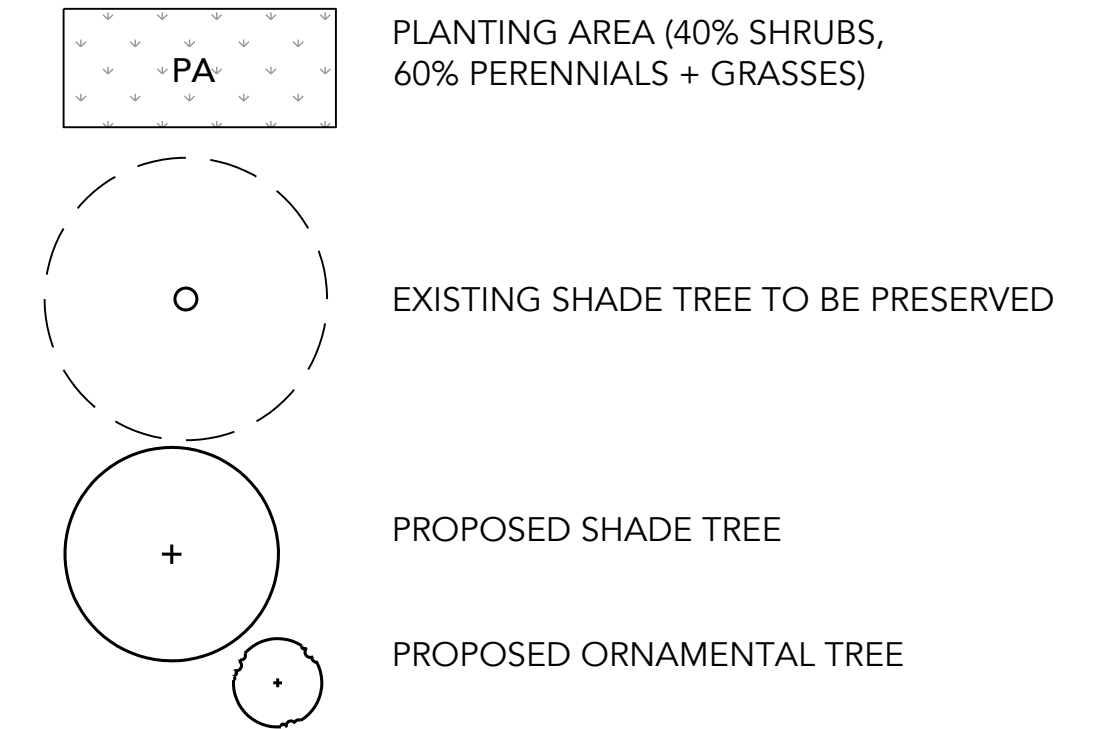 PA
PLANTING AREA (40% SHRUBS,
60% PERENNIALS + GRASSES)
EXISTING SHADE TREE TO BE PRESERVED
PROPOSED SHADE TREE
PROPOSED ORNAMENTAL TREE